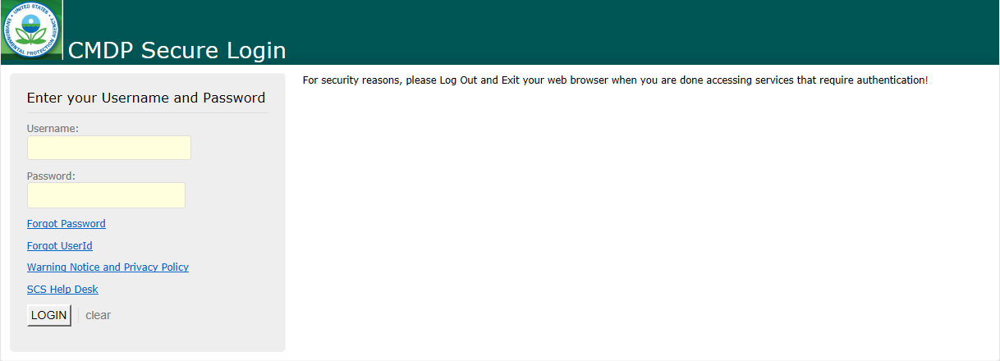 UNITED STATES
ENVIRONMENTAL PROTECTION AGENCY
CMDP Secure Login
For security reasons, please Log Out and Exit your web browser when you are done accessing services that require authentication!
Enter your Username and Password
Username:
Password:
Forgot Password
Forgot UserId
Warning Notice and Privacy Policy
SCS Help Desk
LOGIN clear